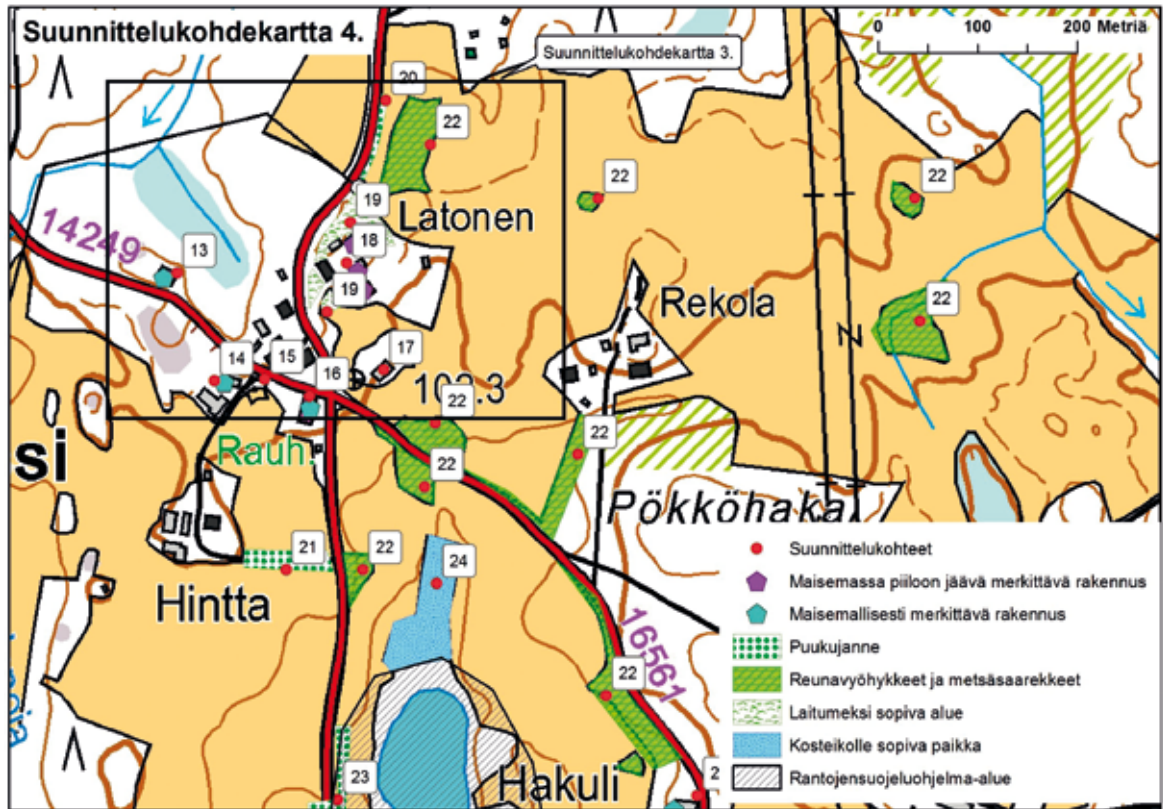 Suunnittelukohdekartta 4.
0 100 200 Metriä
Suunnittelukohdekartta 3.
20
22
22
22
19
Latonen
14249
18
13
19
Rekola
22
17
14
15
16
102.3
22
si
Rauh.
22
22
Pökköhaka
21
22
24
Hintta
16561
22
Hakuli
23
2
Z
Suunnittelukohteet
Maisemassa piiloon jäävä merkittävä rakennus
Maisemallisesti merkittävä rakennus
Puukujanne
Reunavyöhykkeet ja metsäsaarekkeet
Laitumeksi sopiva alue
Kosteikolle sopiva paikka
Rantojensuojeluohjelma-alue